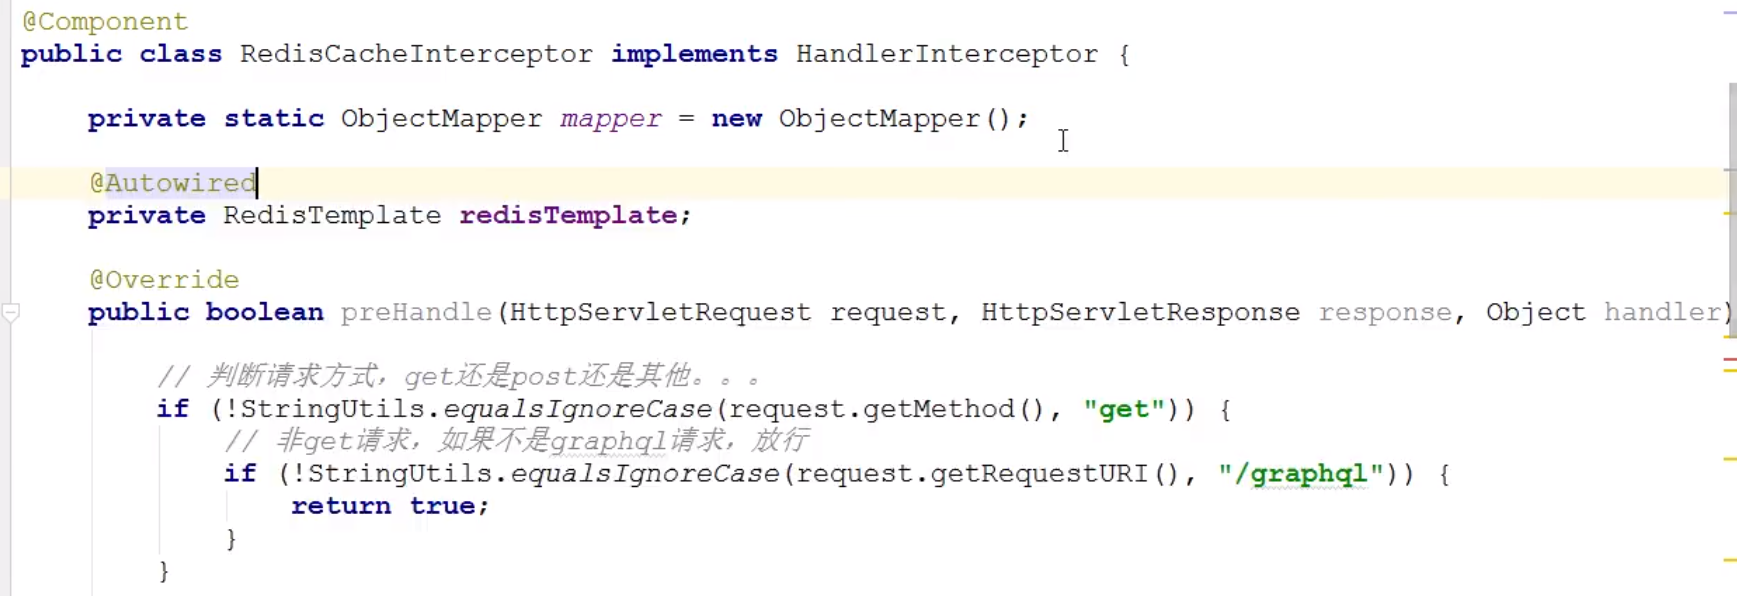 @Component
public class RedisCacheInterceptor implements HandlerInterceptor {
private static ObjectMapper mapper = new ObjectMapper();
@Autowired
private RedisTemplate redisTemplate;
@Override
public boolean preHandle(HttpServletRequest request, HttpServletResponse response, Object handler)
// 判断请求方式，get还是post还是其他。。。
if (!StringUtils.equalsIgnoreCase(request.getMethod(), "get")) {
// 非get请求，如果不是graphql请求，放行
if (!StringUtils.equalsIgnoreCase(request.getRequestURI(), "/graphql")) {
return true;
}
}